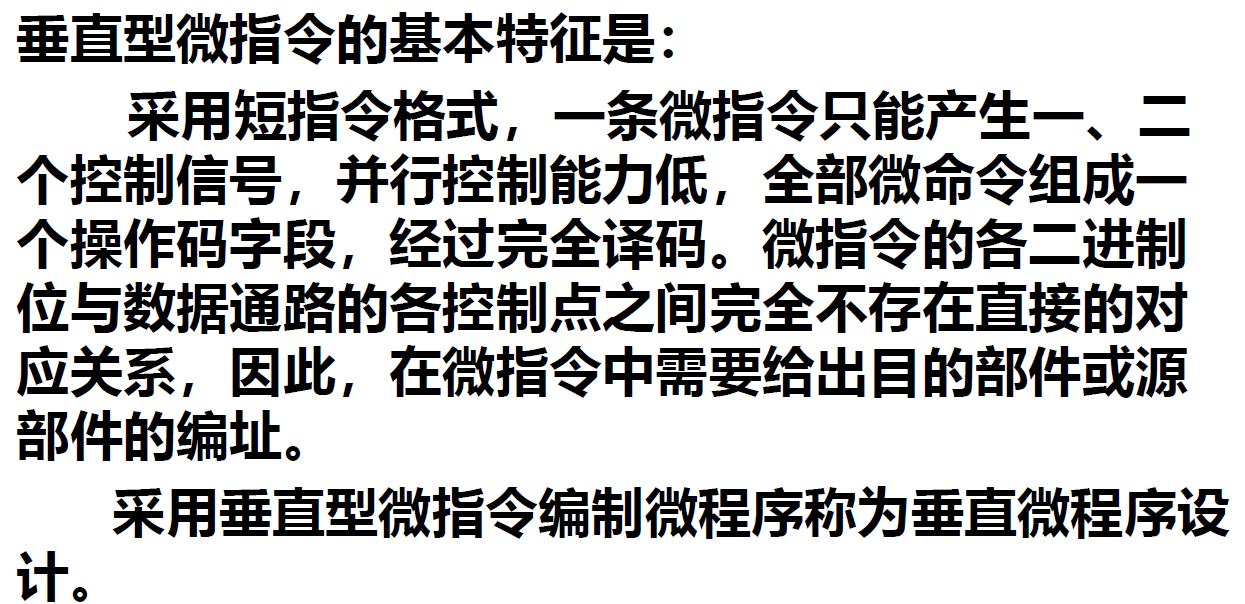 垂直型微指令的基本特征是：
采用短指令格式，一条微指令只能产生一、二
个控制信号，并行控制能力低，全部微命令组成一
个操作码字段，经过完全译码。微指令的各二进制
位与数据通路的各控制点之间完全不存在直接的对
应关系，因此，在微指令中需要给出目的部件或源
部件的编址。
采用垂直型微指令编制微程序称为垂直微程序设
计。